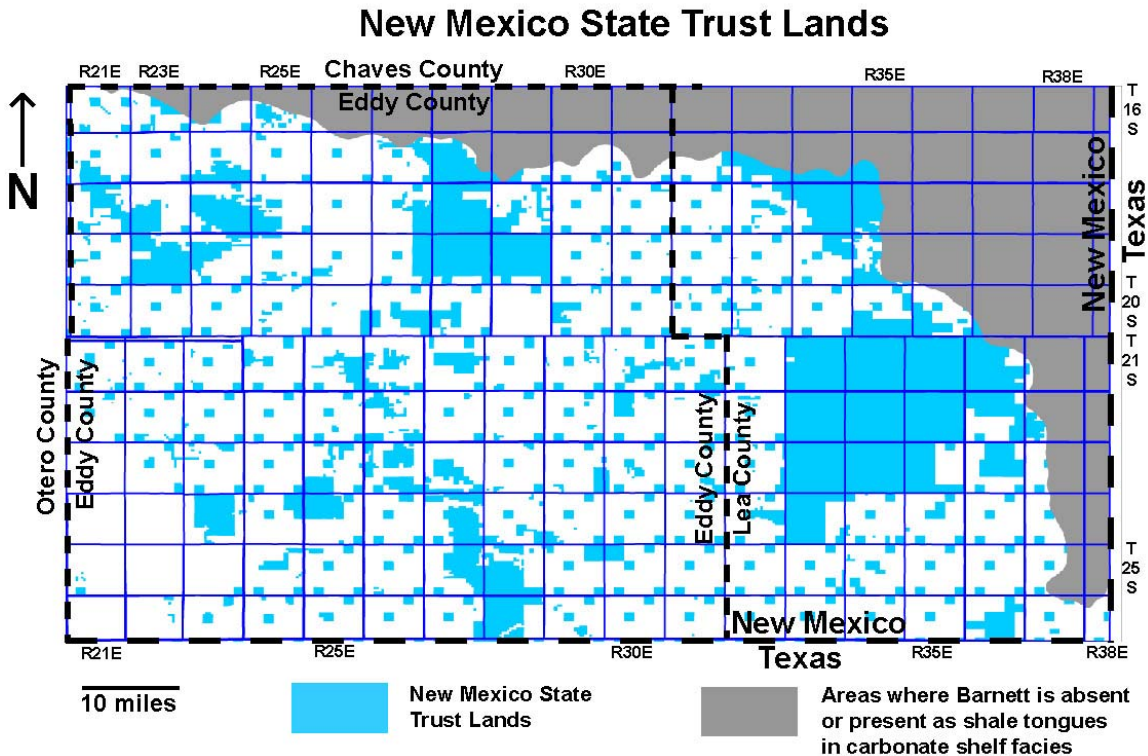 New Mexico State Trust Lands
R21E R23E R25E Chaves County R30E R35E R38E
Eddy County
T
16
S
N
New Mexico
Texas
T
20
S
T
21
S
Otero County
Eddy County
Eddy County
Lea County
T
25
S
New Mexico
Texas
R21E R25E R30E R35E R38E
10 miles
New Mexico State
Trust Lands
Areas where Barnett is absent
or present as shale tongues
in carbonate shelf facies